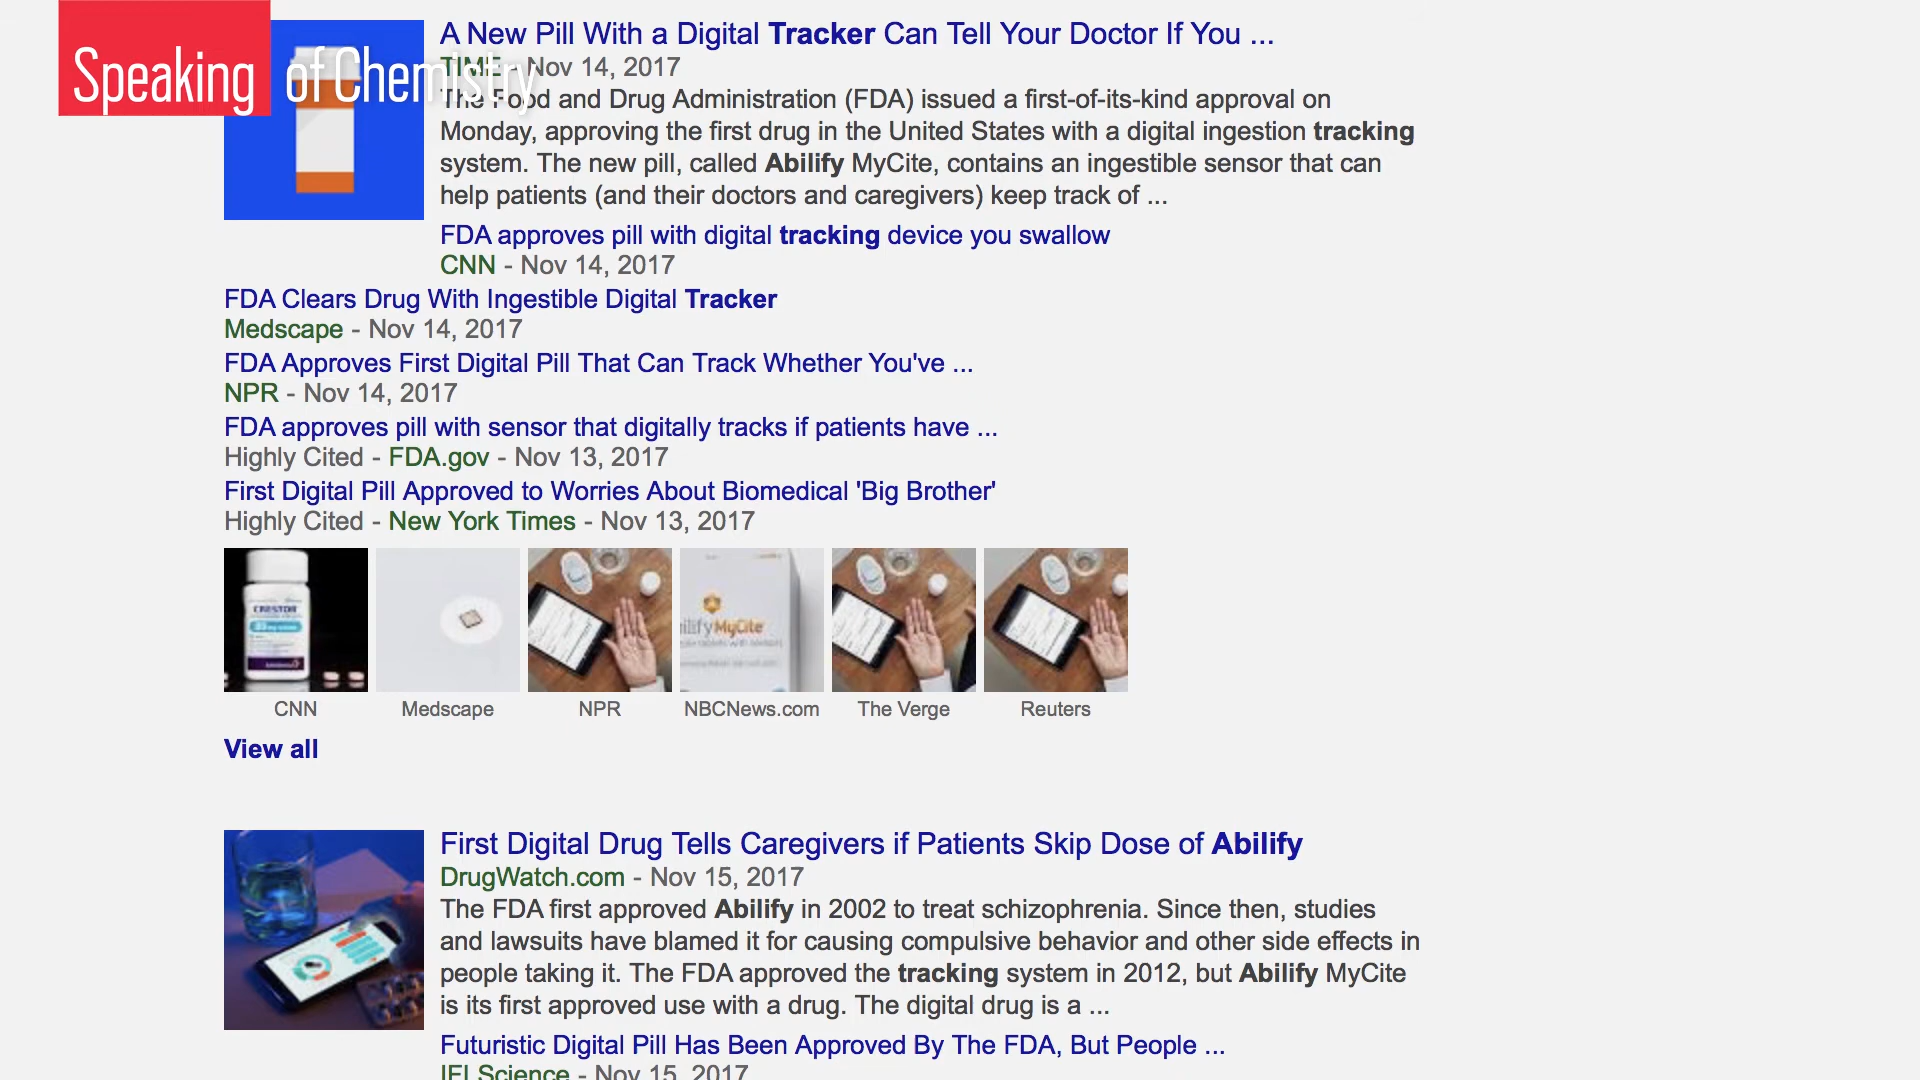 Speaking of Chemistry
A New Pill With a Digital Tracker Can Tell Your Doctor If You ...
TIME - Nov 14, 2017
The Food and Drug Administration (FDA) issued a first-of-its-kind approval on
Monday, approving the first drug in the United States with a digital ingestion tracking
system. The new pill, called Abilify MyCite, contains an ingestible sensor that can
help patients (and their doctors and caregivers) keep track of ...
FDA approves pill with digital tracking device you swallow
CNN - Nov 14, 2017
FDA Clears Drug With Ingestible Digital Tracker
Medscape - Nov 14, 2017
FDA Approves First Digital Pill That Can Track Whether You've ...
NPR - Nov 14, 2017
FDA approves pill with sensor that digitally tracks if patients have ...
Highly Cited - FDA.gov - Nov 13, 2017
First Digital Pill Approved to Worries About Biomedical 'Big Brother'
Highly Cited - New York Times - Nov 13, 2017
CRESTOR
ilify MyCite
CNN
Medscape
NPR
NBCNews.com
The Verge
Reuters
View all
First Digital Drug Tells Caregivers if Patients Skip Dose of Abilify
DrugWatch.com - Nov 15, 2017
The FDA first approved Abilify in 2002 to treat schizophrenia. Since then, studies
and lawsuits have blamed it for causing compulsive behavior and other side effects in
people taking it. The FDA approved the tracking system in 2012, but Abilify MyCite
is its first approved use with a drug. The digital drug is a ...
Futuristic Digital Pill Has Been Approved By The FDA, But People ...
IFLScience - Nov 15, 2017